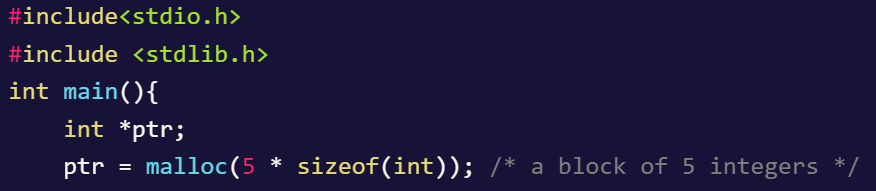 #include<stdio.h>
#include <stdlib.h>
int main(){
    int *ptr;
    ptr = malloc(5 * sizeof(int)); /* a block of 5 integers */